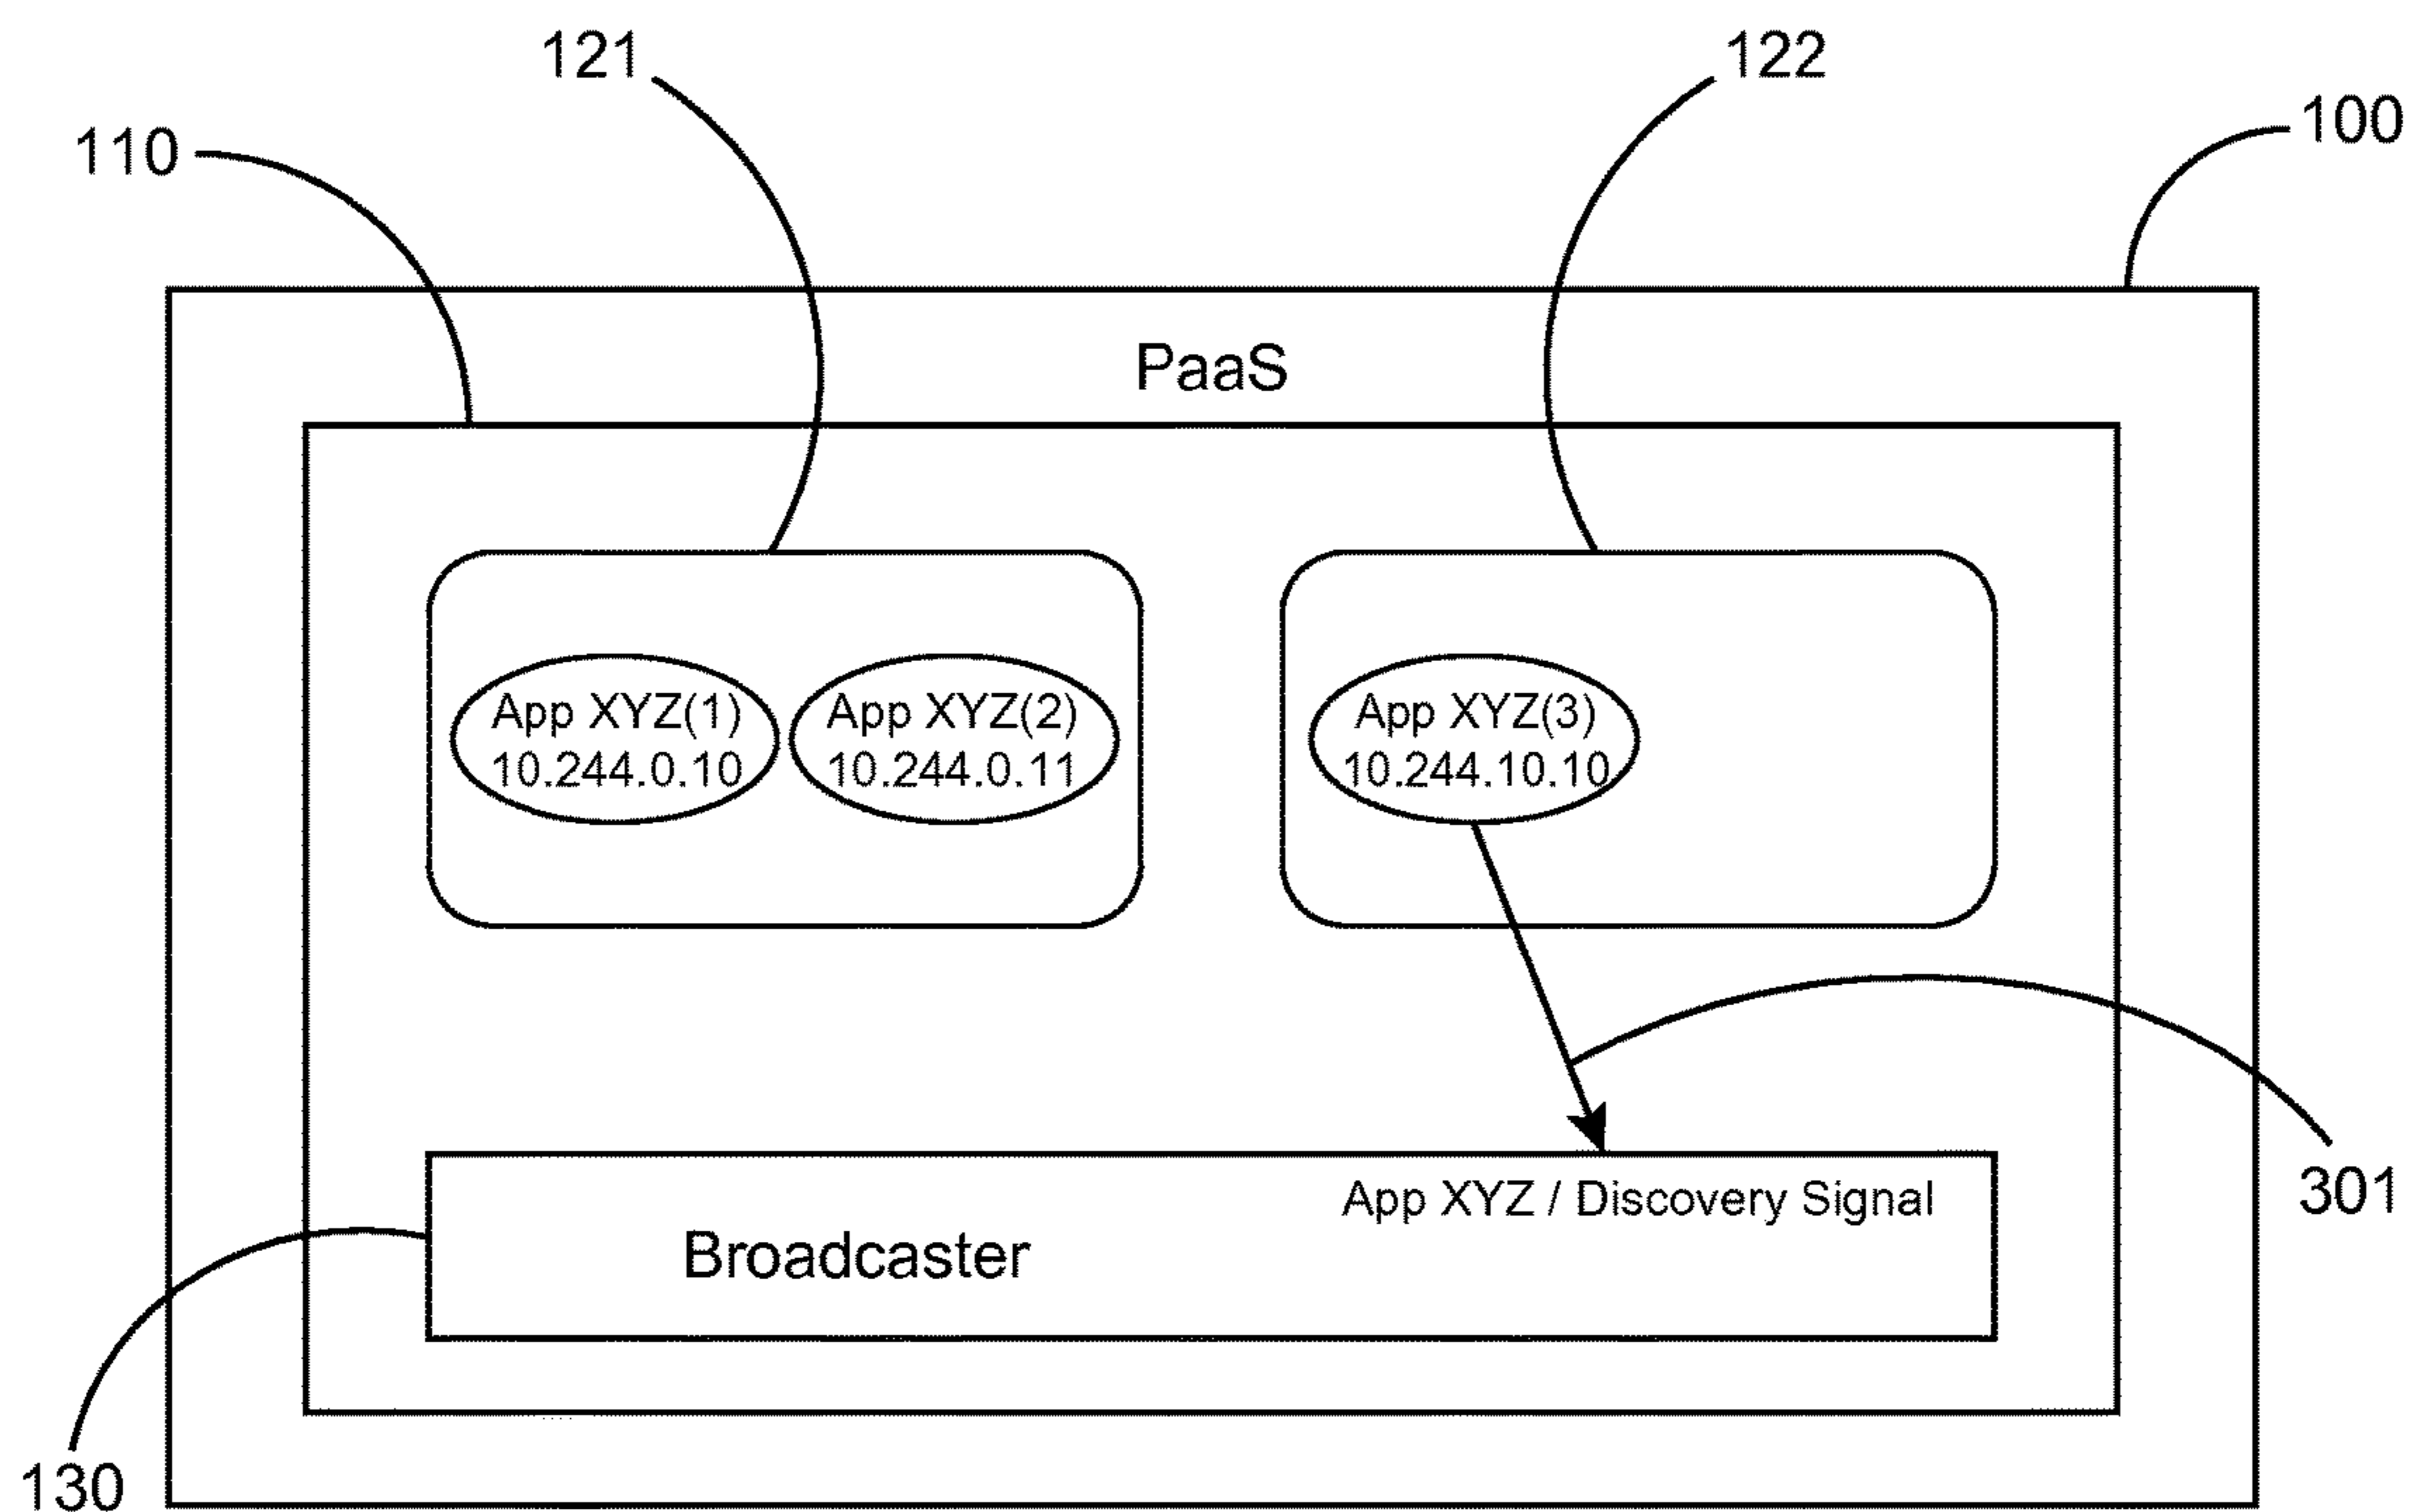 121
122
100
110
PaaS
App XYZ(1)
10.244.0.10
App XYZ(2)
10.244.0.11
App XYZ(3)
10.244.10.10
App XYZ / Discovery Signal
301
Broadcaster
130